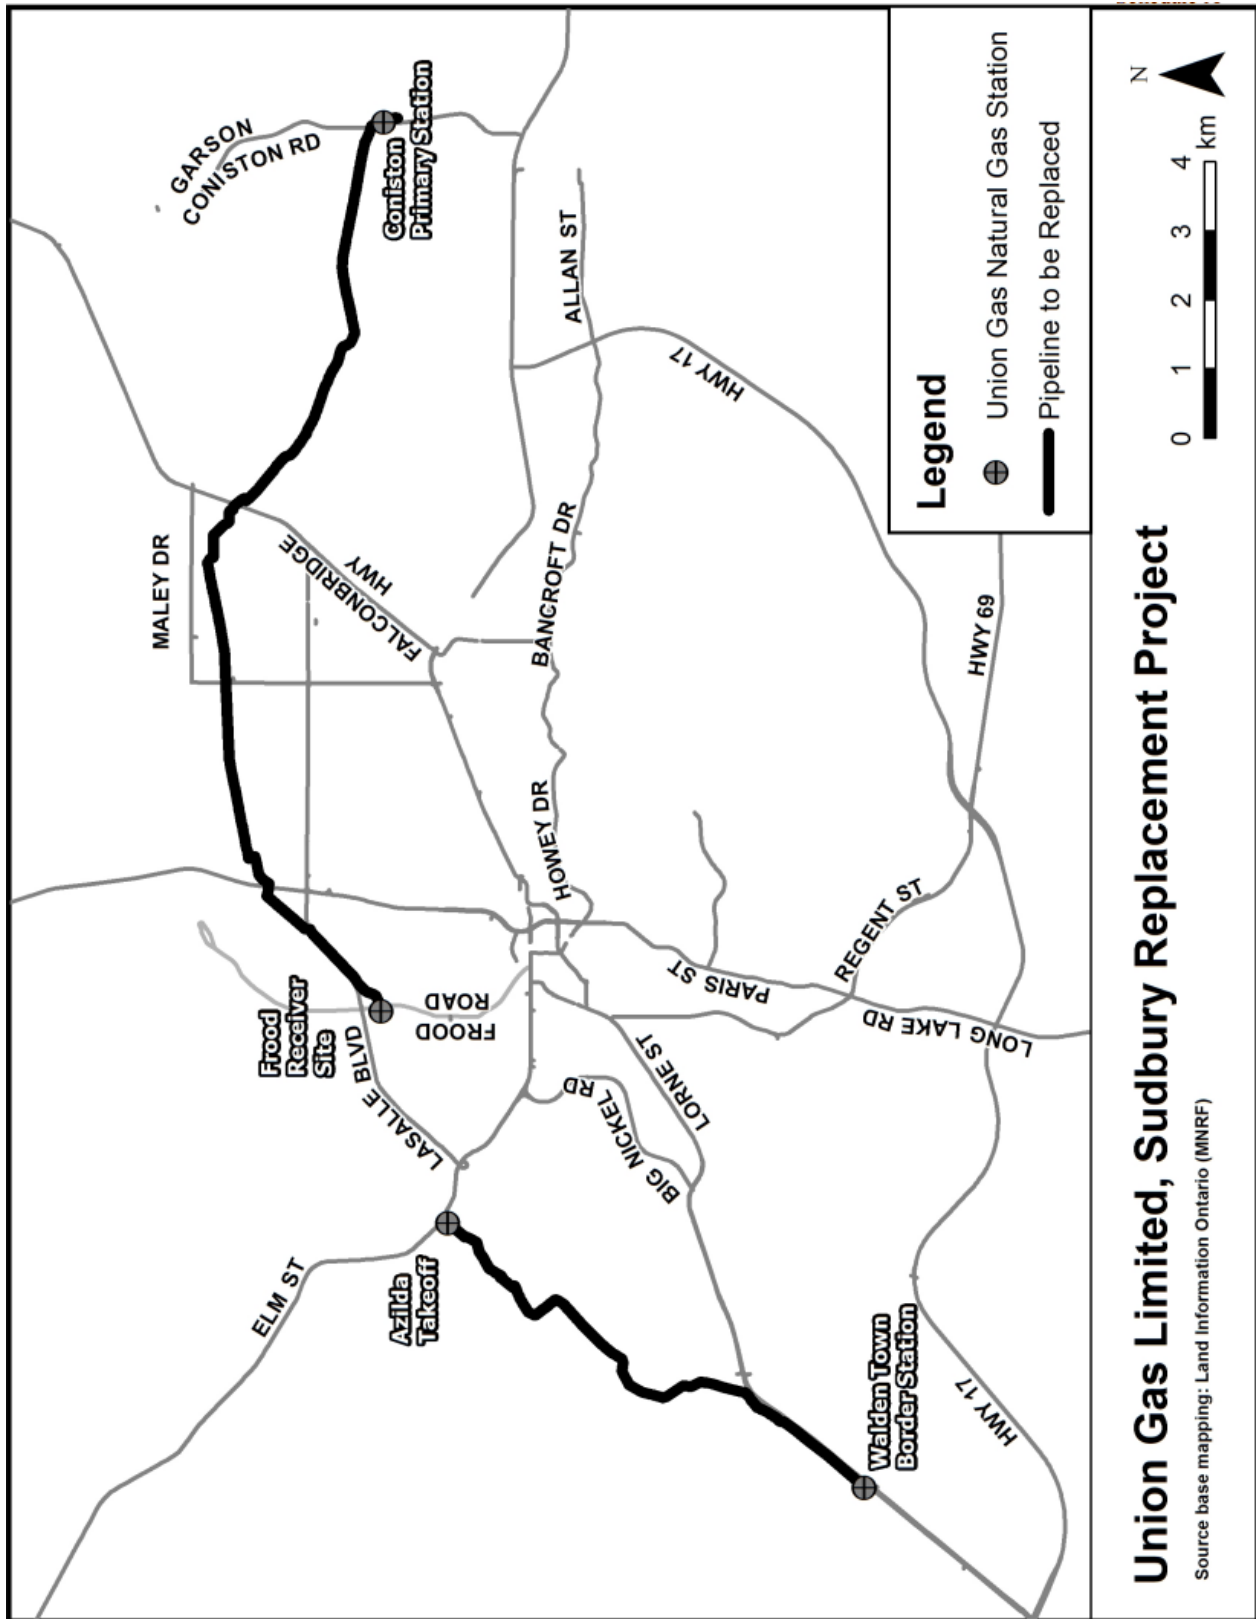 GARSON
CONISTON RD
Coniston
Primary Station
MALEY DR
FALCONBRIDGE
HWY
ALLAN ST
HWY 17
BANCROFT DR
HOWEY DR
Frood
Receiver
Site
FROOD
ROAD
LASALLE BLVD
PARIS ST
REGENT ST
HWY 69
LONG LAKE RD
LORNE ST
BIG NICKEL
RD
ELM ST
Azilda
Takeoff
Walden Town
Border Station
HWY 17
Legend
Union Gas Natural Gas Station
Pipeline to be Replaced
Union Gas Limited, Sudbury Replacement Project
Source base mapping: Land Information Ontario (MNRF)
0 1 2 3 4
km
N